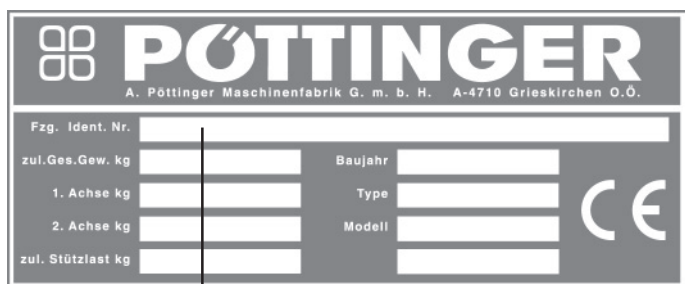 PÖTTINGER
A. Pöttinger Maschinenfabrik G. m. b. H. A-4710 Grieskirchen O.Ö.
Fzg. Ident. Nr.
zul.Ges.Gew. kg Baujahr
1. Achse kg Type
2. Achse kg Modell
zul. Stützlast kg
CE